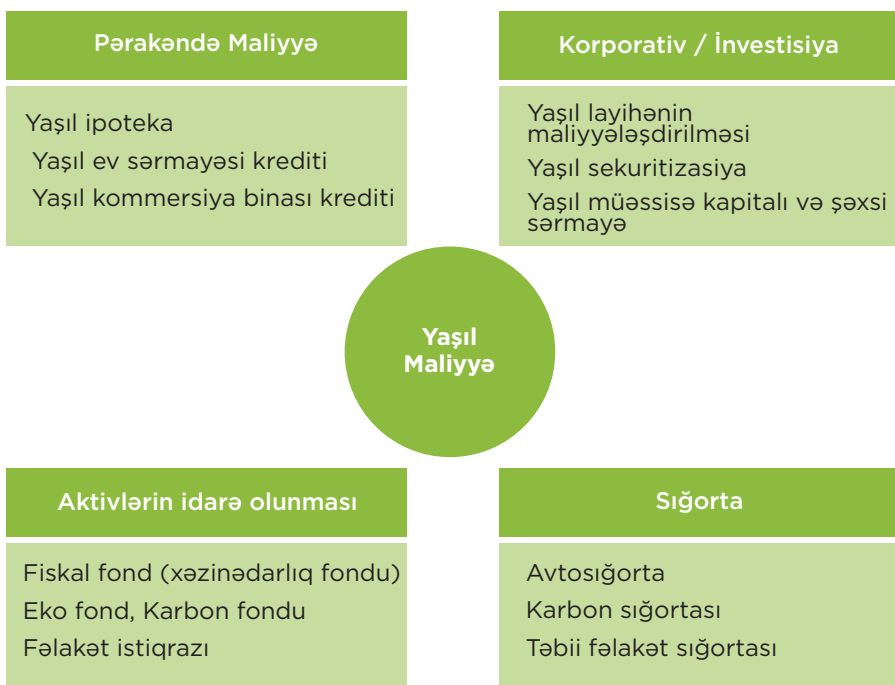 Pərakəndə Maliyyə
Yaşıl ipoteka
Yaşıl ev sərmayəsi krediti
Yaşıl kommersiya binası krediti
Korporativ / İnvestisiya
Yaşıl layihənin
maliyyələşdirilməsi
Yaşıl sekuritizasiya
Yaşıl müəssisə kapitalı və şəxsi
sərmayə
Yaşıl
Maliyyə
Aktivlərin idarə olunması
Fiskal fond (xəzinədarlıq fondu)
Eko fond, Karbon fondu
Fəlakət istiqrazı
Sığorta
Avtosığorta
Karbon sığortası
Təbii fəlakət sığortası